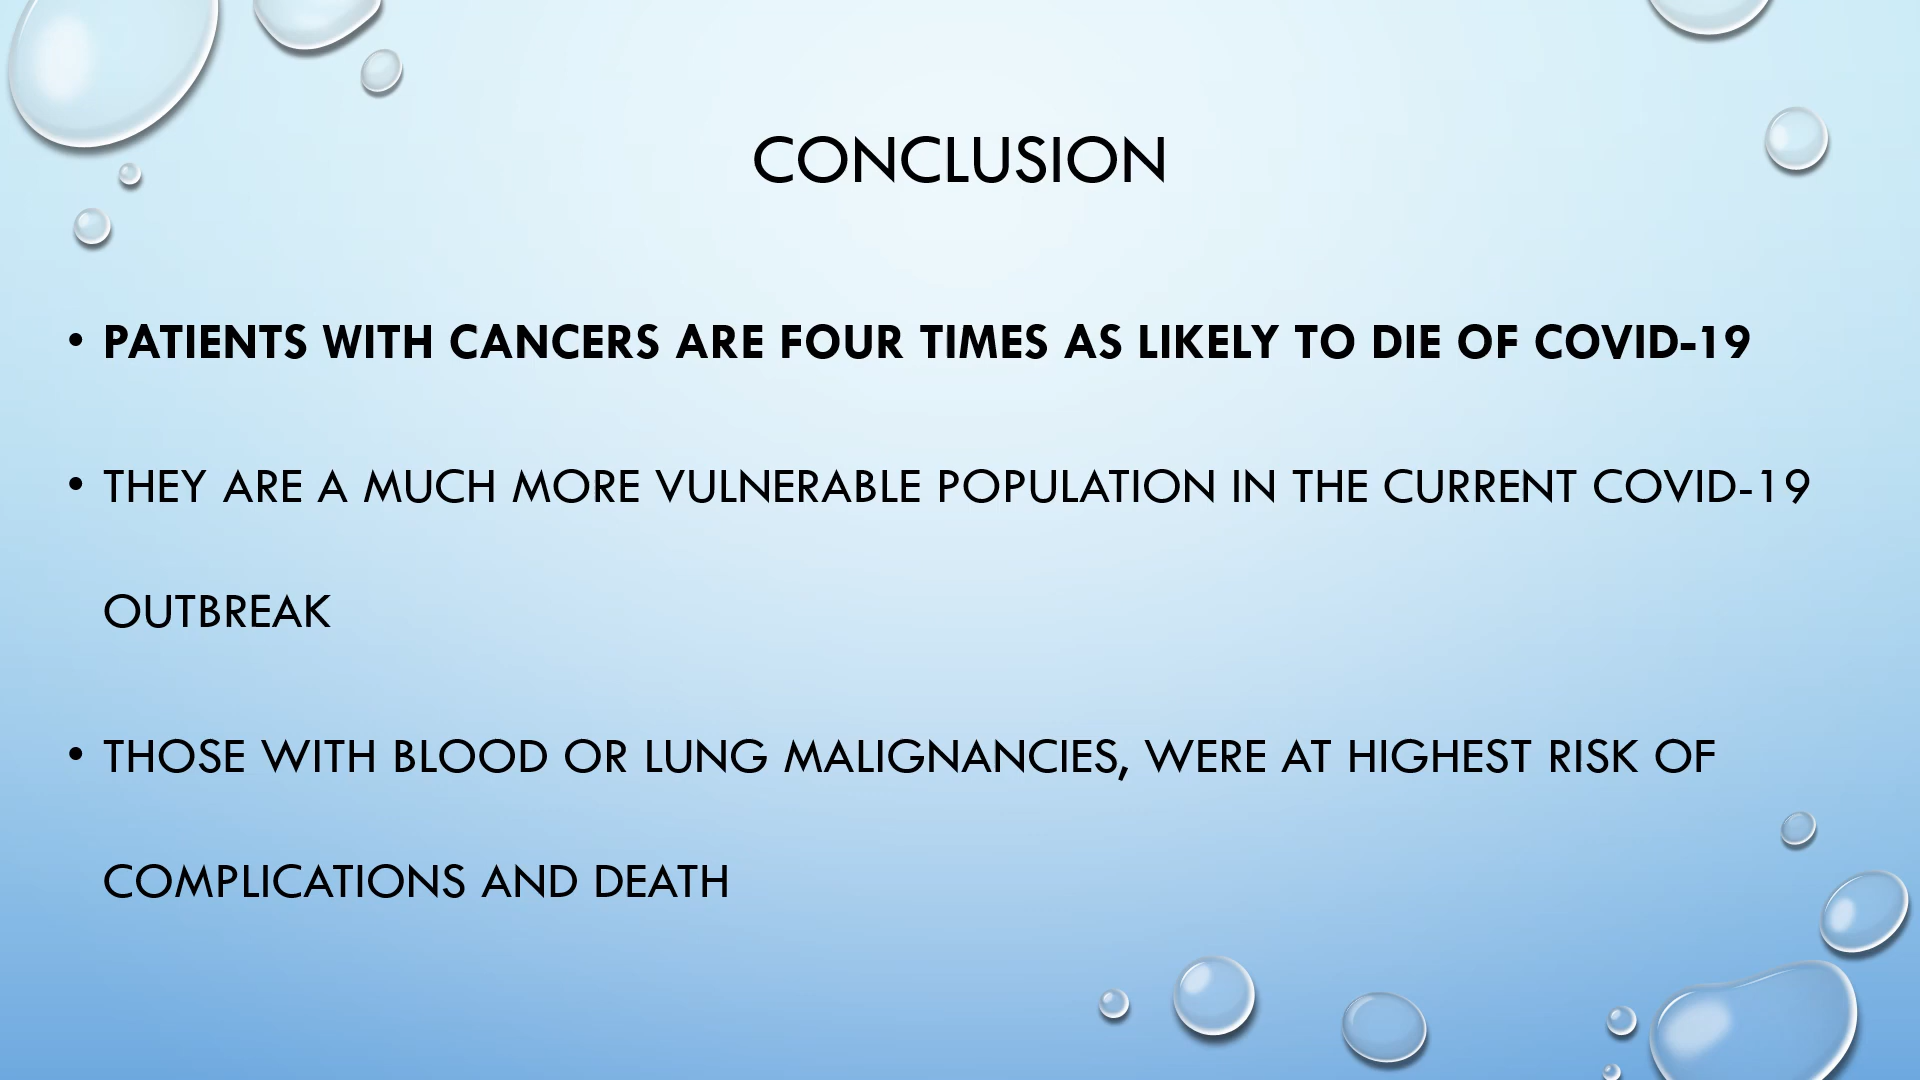 CONCLUSION
• PATIENTS WITH CANCERS ARE FOUR TIMES AS LIKELY TO DIE OF COVID-19
• THEY ARE A MUCH MORE VULNERABLE POPULATION IN THE CURRENT COVID-19
OUTBREAK
• THOSE WITH BLOOD OR LUNG MALIGNANCIES, WERE AT HIGHEST RISK OF
COMPLICATIONS AND DEATH